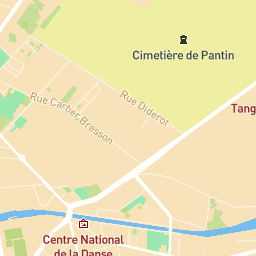 Cimetière de Pantin
Rue Diderot
Rue Cartier Bresson
Tang
Centre National
de la Danse